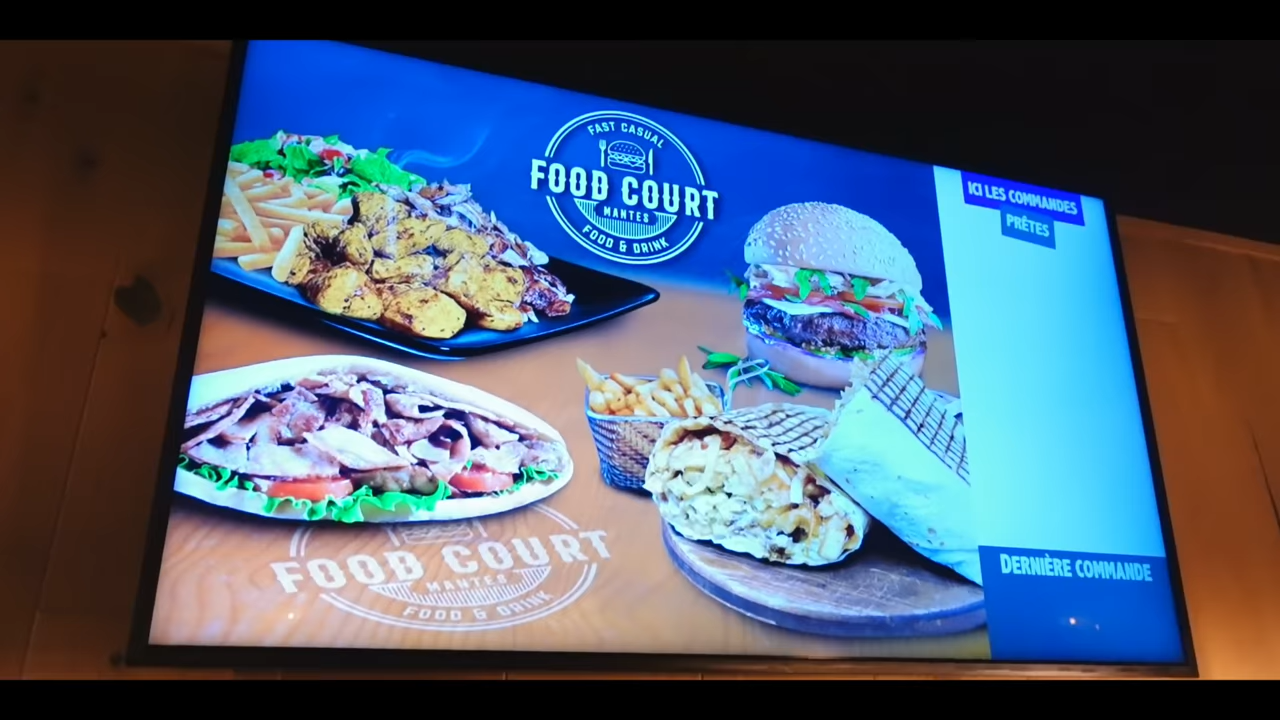 FAST CASUAL
FOOD COURT
MANTES
FOOD & DRINK
ICI LES COMMANDES
PRÊTES
FOOD COURT
MANTES
FOOD & DRINK
DERNIÈRE COMMANDE